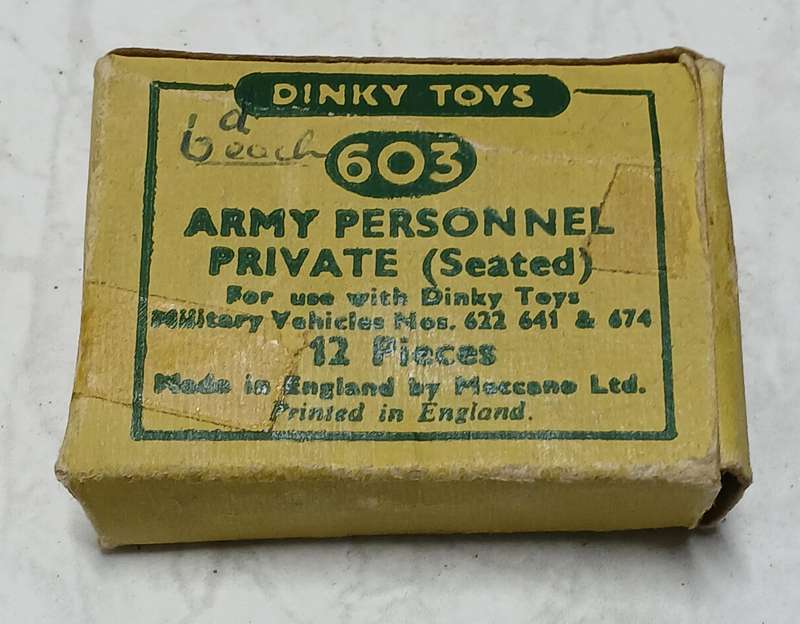 DINKY TOYS
6d each
603
ARMY PERSONNEL
PRIVATE (Seated)
For use with Dinky Toys
Military Vehicles Nos. 622 641 & 674
12 Pieces
Made in England by Meccano Ltd.
Printed in England.